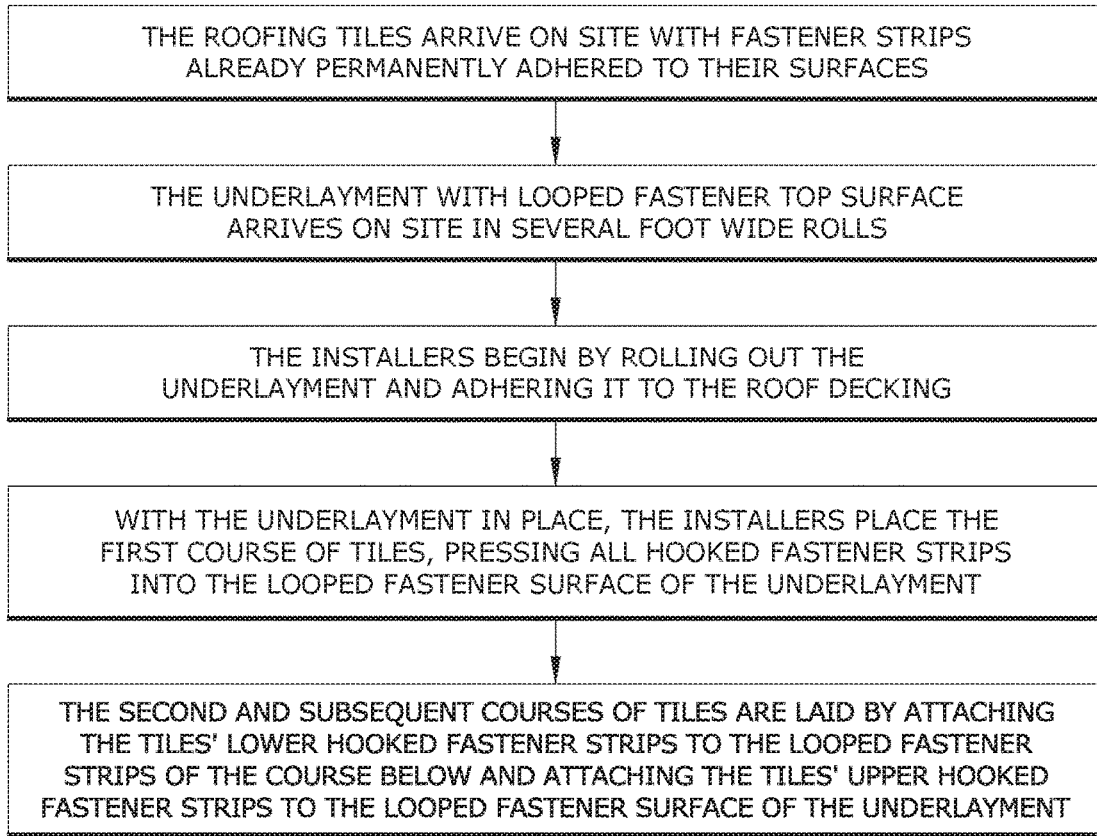 THE ROOFING TILES ARRIVE ON SITE WITH FASTENER STRIPS
ALREADY PERMANENTLY ADHERED TO THEIR SURFACES
THE UNDERLAYMENT WITH LOOPED FASTENER TOP SURFACE
ARRIVES ON SITE IN SEVERAL FOOT WIDE ROLLS
THE INSTALLERS BEGIN BY ROLLING OUT THE
UNDERLAYMENT AND ADHERING IT TO THE ROOF DECKING
WITH THE UNDERLAYMENT IN PLACE, THE INSTALLERS PLACE THE
FIRST COURSE OF TILES, PRESSING ALL HOOKED FASTENER STRIPS
INTO THE LOOPED FASTENER SURFACE OF THE UNDERLAYMENT
THE SECOND AND SUBSEQUENT COURSES OF TILES ARE LAID BY ATTACHING
THE TILES' LOWER HOOKED FASTENER STRIPS TO THE LOOPED FASTENER
STRIPS OF THE COURSE BELOW AND ATTACHING THE TILES' UPPER HOOKED
FASTENER STRIPS TO THE LOOPED FASTENER SURFACE OF THE UNDERLAYMENT